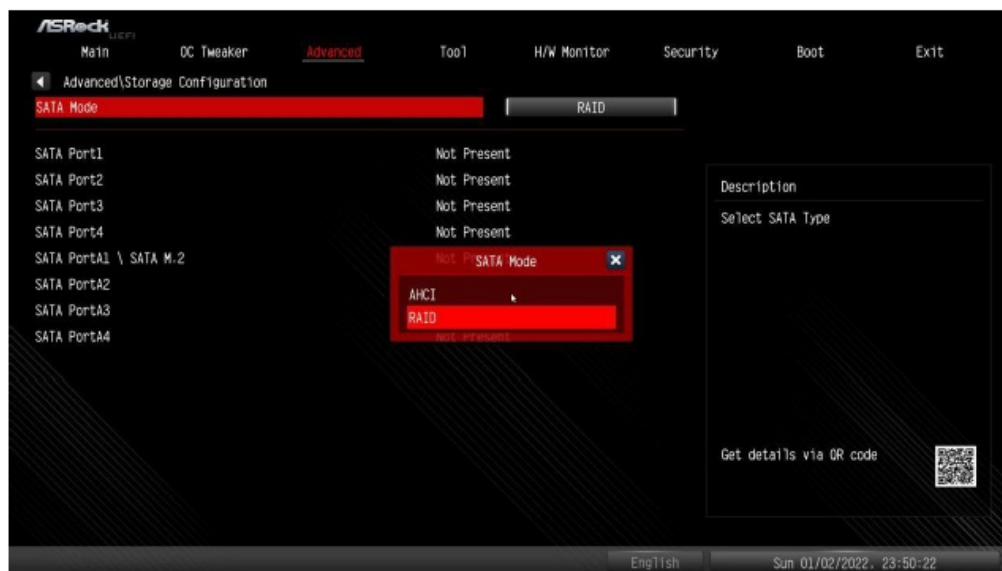 ASRock
UEFI
Main OC Tweaker Advanced Tool H/W Monitor Security Boot Exit
Advanced\Storage Configuration
SATA Mode RAID
SATA Port1 Not Present
SATA Port2 Not Present
SATA Port3 Not Present
SATA Port4 Not Present
SATA PortA1 \ SATA M.2 Not P
SATA PortA2
SATA PortA3
SATA PortA4 Not Present
SATA Mode
AHCI
RAID
Description
Select SATA Type
Get details via QR code
English Sun 01/02/2022. 23:50:22